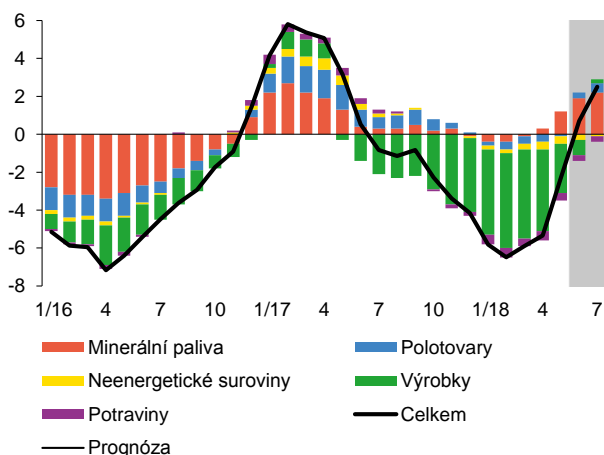 6
4
2
0
-2
-4
-6
-8
1/16 4 7 10 1/17 4 7 10 1/18 4 7
Minerální paliva Polotovary
Neenergetické suroviny Výrobky
Potraviny Celkem
Prognóza